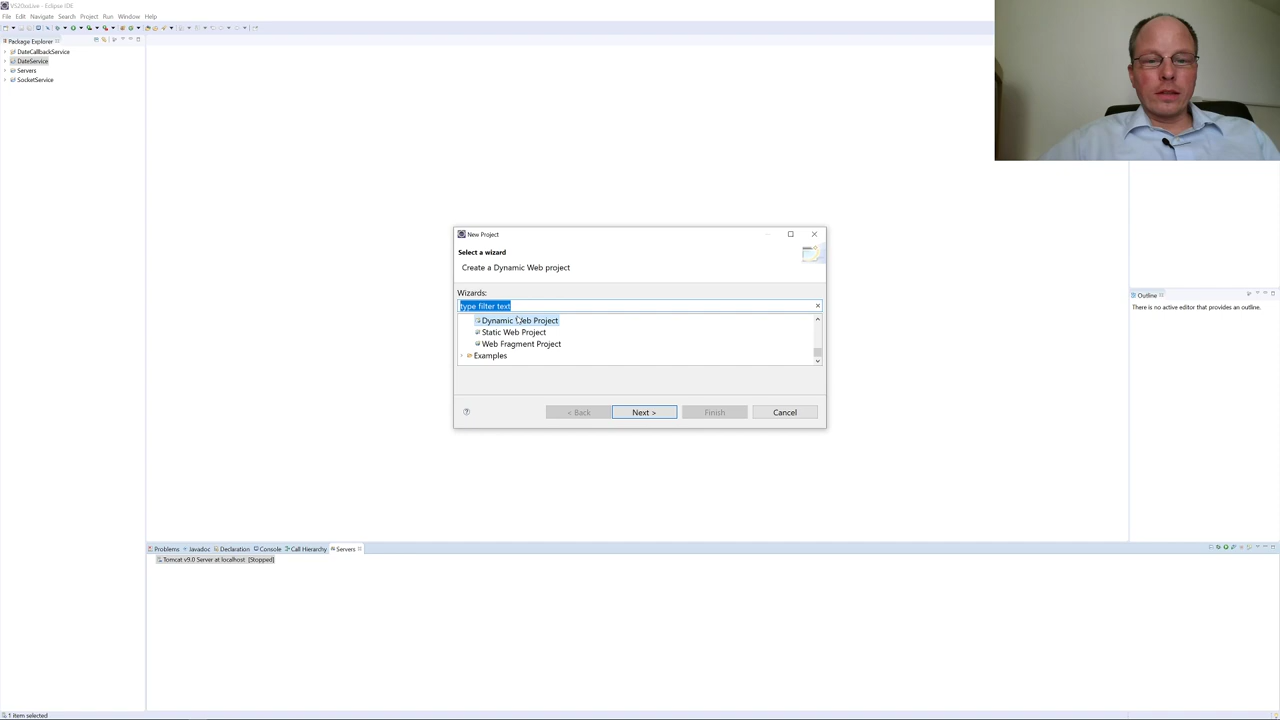 VS20ssLive - Eclipse IDE
File Edit Navigate Search Project Run Window Help
Package Explorer
DateCallbackService
DateService
Servers
SocketService
New Project
Select a wizard
Create a Dynamic Web project
Wizards:
type filter text
Dynamic Web Project
Static Web Project
Web Fragment Project
Examples
< Back Next > Finish Cancel
Outline
There is no active editor that provides an outline.
Problems Javadoc Declaration Console Call Hierarchy Servers
Tomcat v9.0 Server at localhost [Stopped]
1 item selected